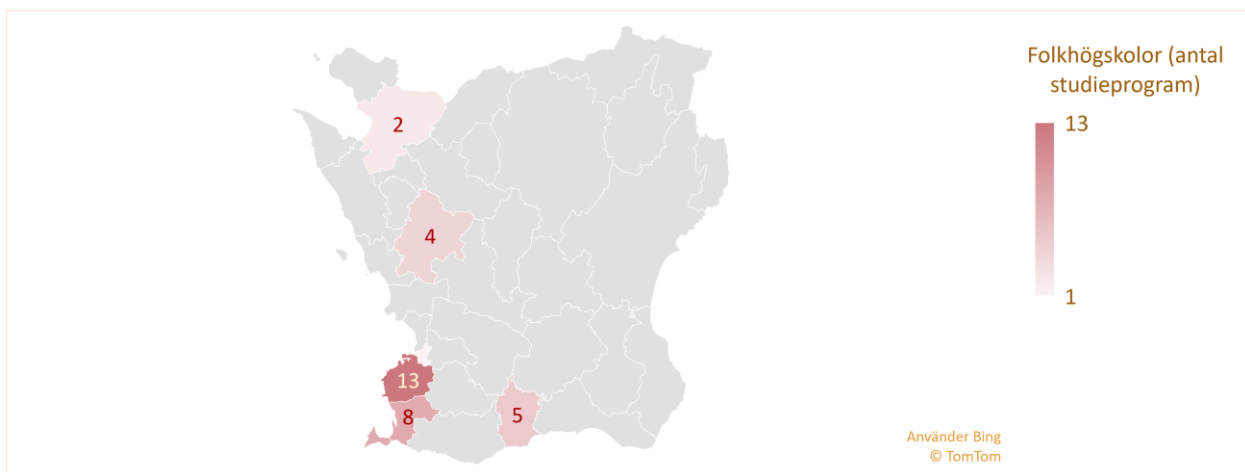 Folkhögskolor (antal
studieprogram)
13
1
2
4
13
8
5
Använder Bing
© TomTom